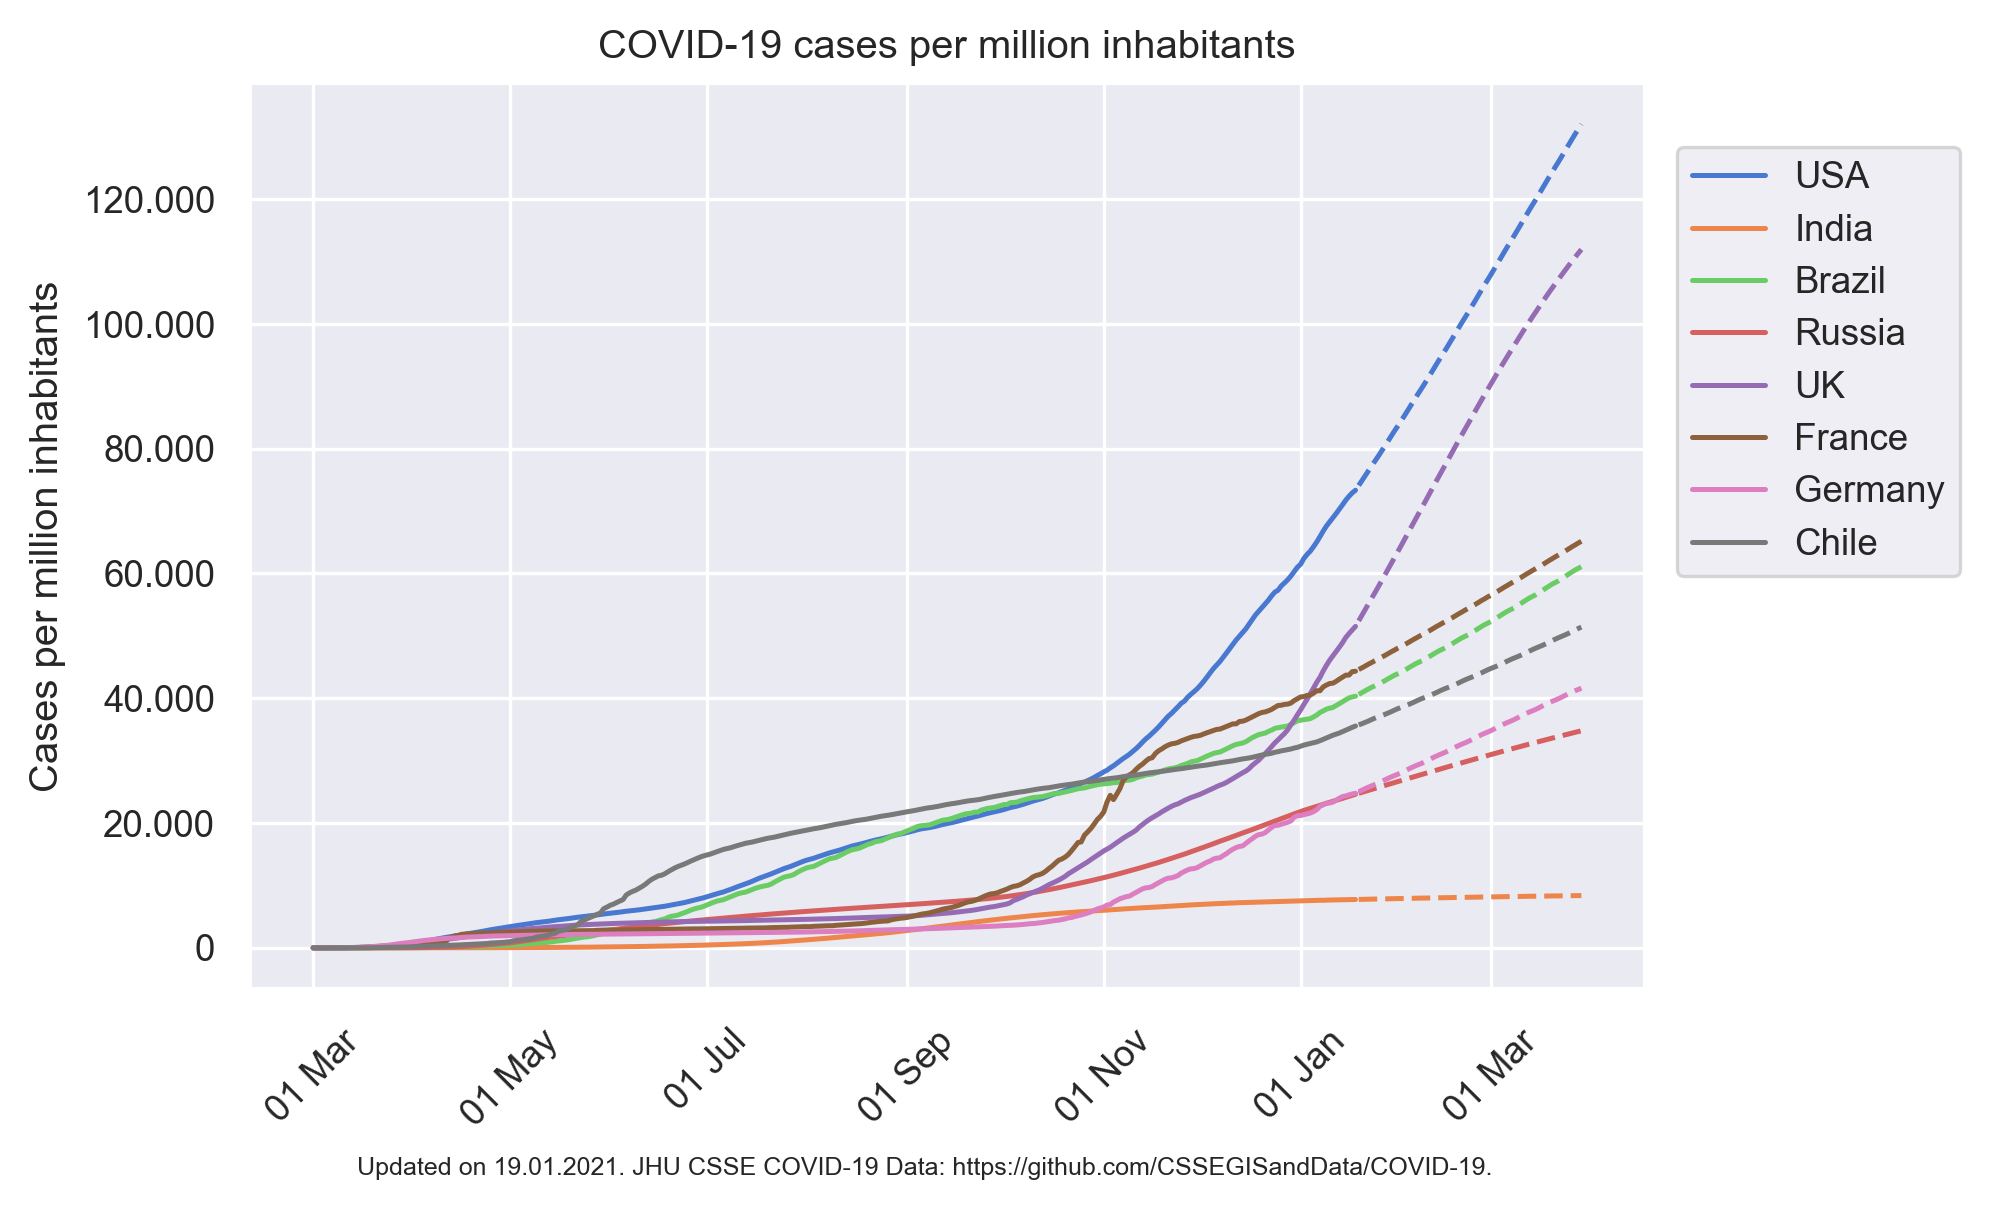 COVID-19 cases per million inhabitants
Cases per million inhabitants
120.000
100.000
80.000
60.000
40.000
20.000
0
01 Mar
01 May
01 Jul
01 Sep
01 Nov
01 Jan
01 Mar
USA
India
Brazil
Russia
UK
France
Germany
Chile
Updated on 19.01.2021. JHU CSSE COVID-19 Data: https://github.com/CSSEGISandData/COVID-19.